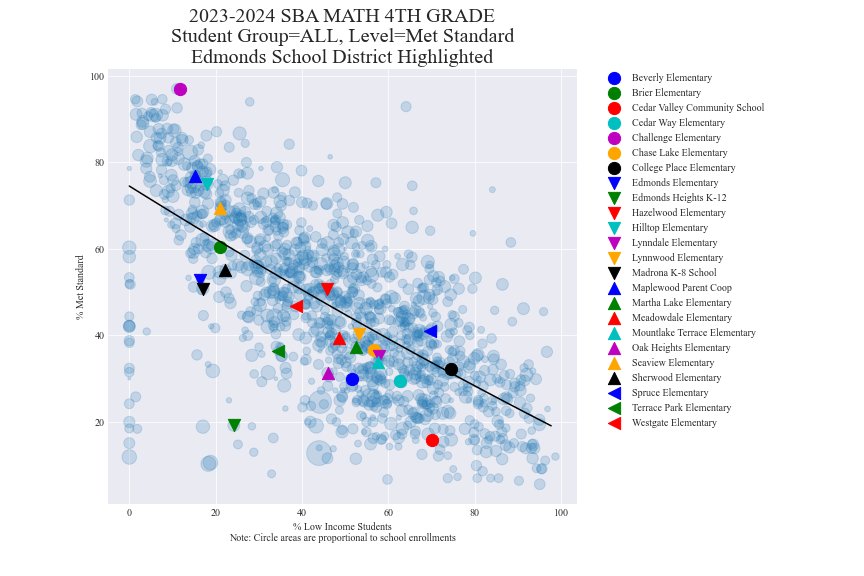 2023-2024 SBA MATH 4TH GRADE
Student Group=ALL, Level=Met Standard
Edmonds School District Highlighted
100
80
60
40
20
% Met Standard
0 20 40 60 80 100
% Low Income Students
Note: Circle areas are proportional to school enrollments
Beverly Elementary
Brier Elementary
Cedar Valley Community School
Cedar Way Elementary
Challenge Elementary
Chase Lake Elementary
College Place Elementary
Edmonds Elementary
Edmonds Heights K-12
Hazelwood Elementary
Hilltop Elementary
Lynndale Elementary
Lynnwood Elementary
Madrona K-8 School
Maplewood Parent Coop
Martha Lake Elementary
Meadowdale Elementary
Mountlake Terrace Elementary
Oak Heights Elementary
Seaview Elementary
Sherwood Elementary
Spruce Elementary
Terrace Park Elementary
Westgate Elementary